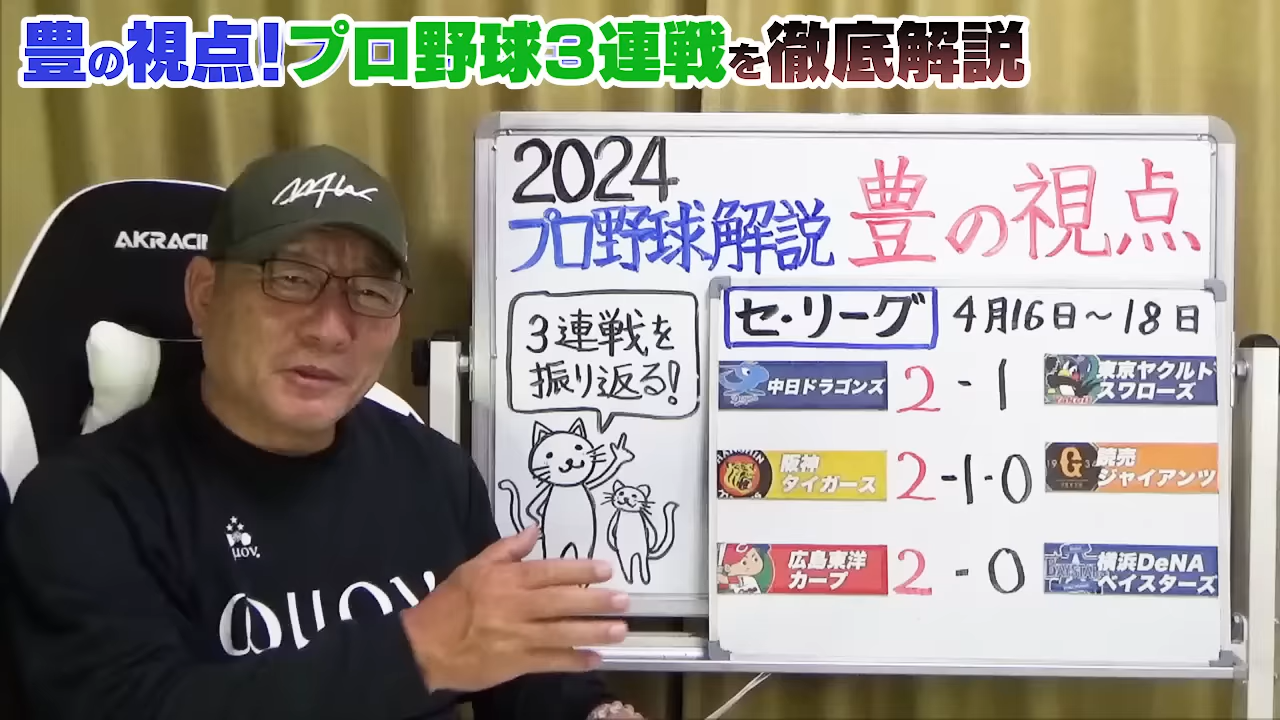 豊の視点!プロ野球3連戦を徹底解説
AKRACIN
2024
プロ野球解説 豊の視点
セ・リーグ 4月16日~18日
3連戦を
振り返る!
中日ドラゴンズ 2-1 東京ヤクルト
スワローズ
阪神
タイガース 2-1-0 読売
ジャイアンツ
広島東洋
カープ 2-0 横浜DeNA
ベイスターズ
μov.